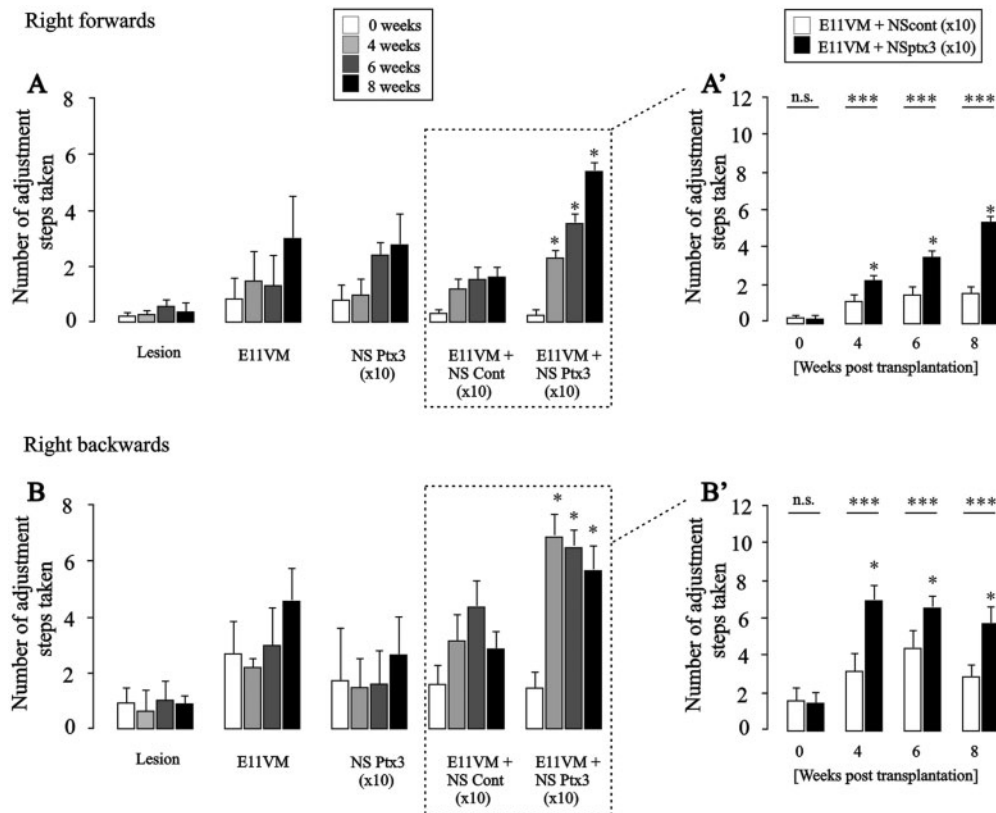 Right forwards
0 weeks
4 weeks
6 weeks
8 weeks
E11VM + NScont (x10)
E11VM + NSptx3 (x10)
A
Number of adjustment
steps taken
8
6
4
2
0
*
*
*
Lesion
E11VM
NS Ptx3
(x10)
E11VM +
NS Cont
(x10)
E11VM +
NS Ptx3
(x10)
A’
Number of adjustment
steps taken
12
10
8
6
4
2
0
n.s.
***
***
***
*
*
*
0
4
6
8
[Weeks post transplantation]
Right backwards
B
Number of adjustment
steps taken
8
6
4
2
0
*
*
*
Lesion
E11VM
NS Ptx3
(x10)
E11VM +
NS Cont
(x10)
E11VM +
NS Ptx3
(x10)
B’
Number of adjustment
steps taken
12
10
8
6
4
2
0
n.s.
***
***
***
*
*
*
0
4
6
8
[Weeks post transplantation]